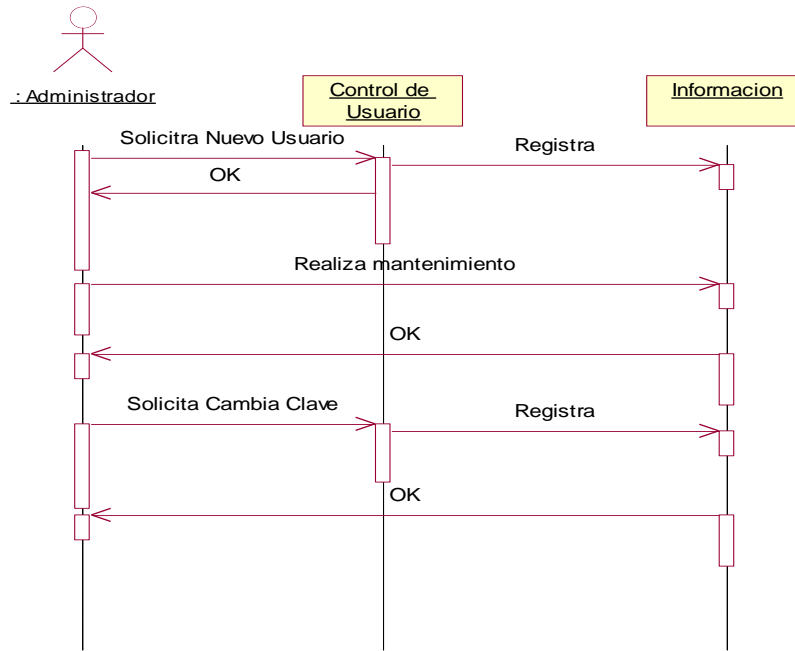 : Administrador
Control de
Usuario
Informacion
Solicitra Nuevo Usuario
Registra
OK
Realiza mantenimiento
OK
Solicita Cambia Clave
Registra
OK